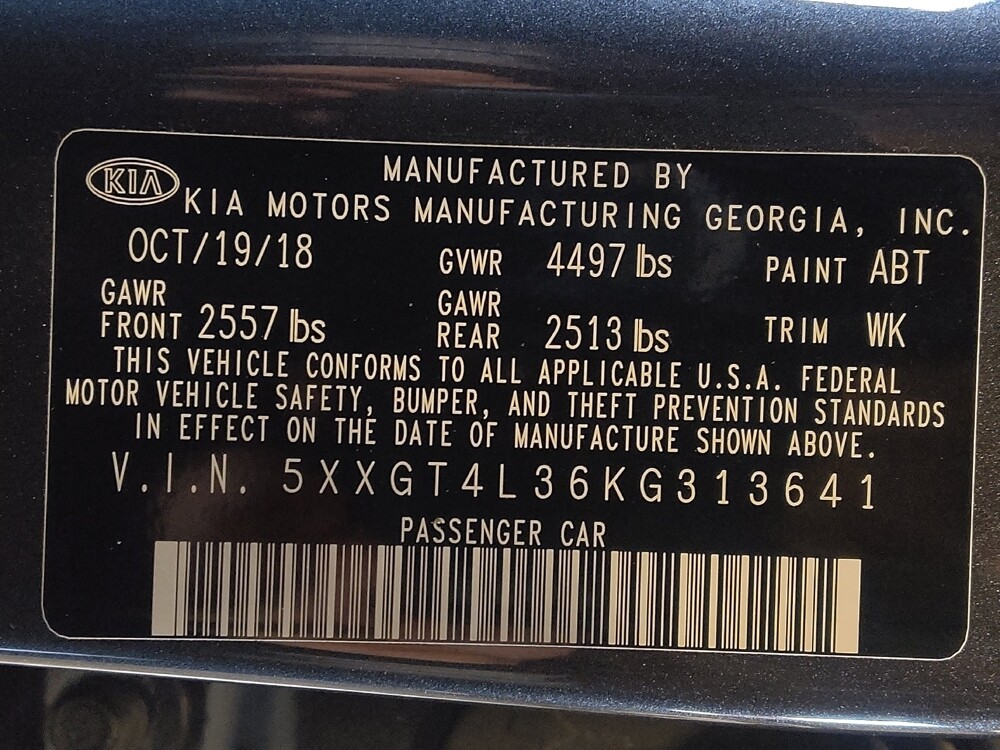 MANUFACTURED BY
KIA KIA MOTORS MANUFACTURING GEORGIA, INC.
OCT/19/18 GVWR 4497 lbs PAINT ABT
GAWR FRONT 2557 lbs GAWR REAR 2513 lbs TRIM WK
THIS VEHICLE CONFORMS TO ALL APPLICABLE U.S.A. FEDERAL
MOTOR VEHICLE SAFETY, BUMPER, AND THEFT PREVENTION STANDARDS
IN EFFECT ON THE DATE OF MANUFACTURE SHOWN ABOVE.
V.I.N. 5XXGT4L36KG313641
PASSENGER CAR